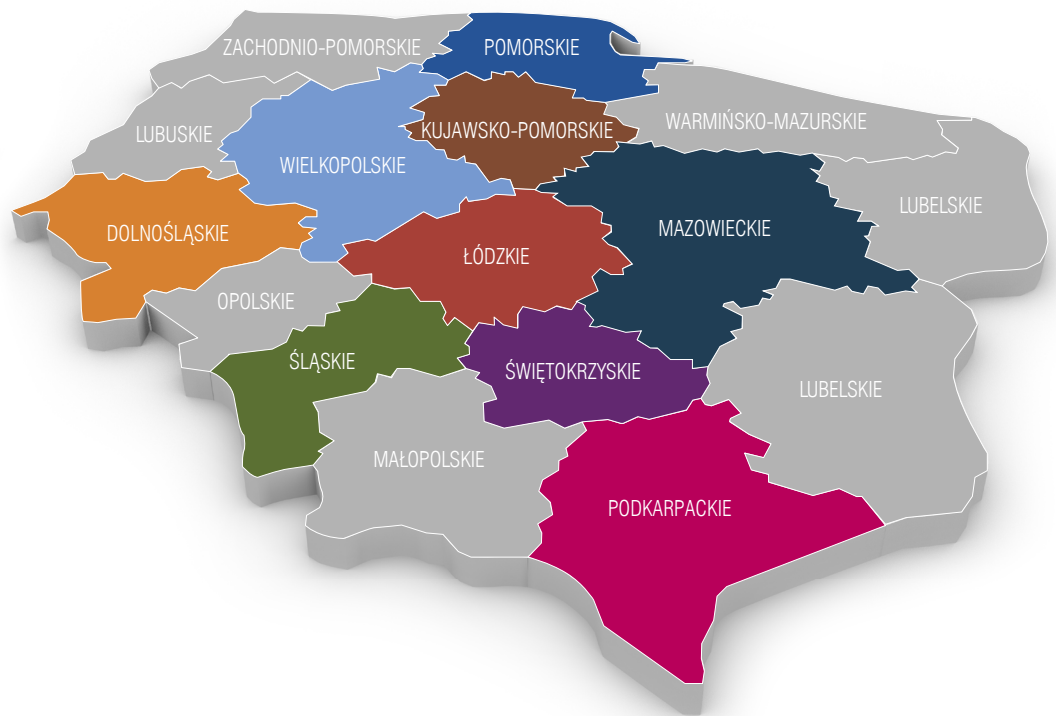 ZACHODNIO-POMORSKIE
POMORSKIE
LUBUSKIE
KUJAWSKO-POMORSKIE
WARMIŃSKO-MAZURSKIE
WIELKOPOLSKIE
LUBELSKIE
DOLNOŚLĄSKIE
MAZOWIECKIE
ŁÓDZKIE
OPOLSKIE
ŚLĄSKIE
ŚWIĘTOKRZYSKIE
LUBELSKIE
MAŁOPOLSKIE
PODKARPACKIE